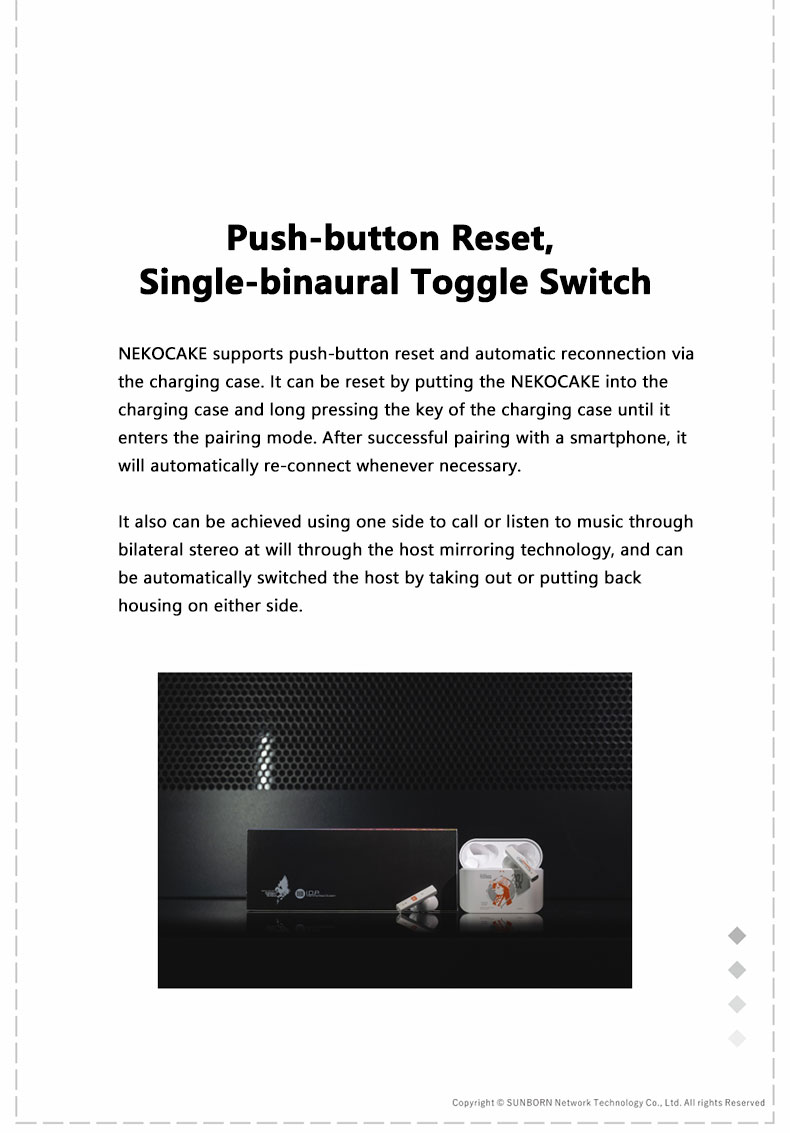 Push-button Reset,
Single-binaural Toggle Switch
NEKOCAKE supports push-button reset and automatic reconnection via
the charging case. It can be reset by putting the NEKOCAKE into the
charging case and long pressing the key of the charging case until it
enters the pairing mode. After successful pairing with a smartphone, it
will automatically re-connect whenever necessary.
It also can be achieved using one side to call or listen to music through
bilateral stereo at will through the host mirroring technology, and can
be automatically switched the host by taking out or putting back
housing on either side.
I.O.P
Copyright © SUNBORN Network Technology Co., Ltd. All rights Reserved